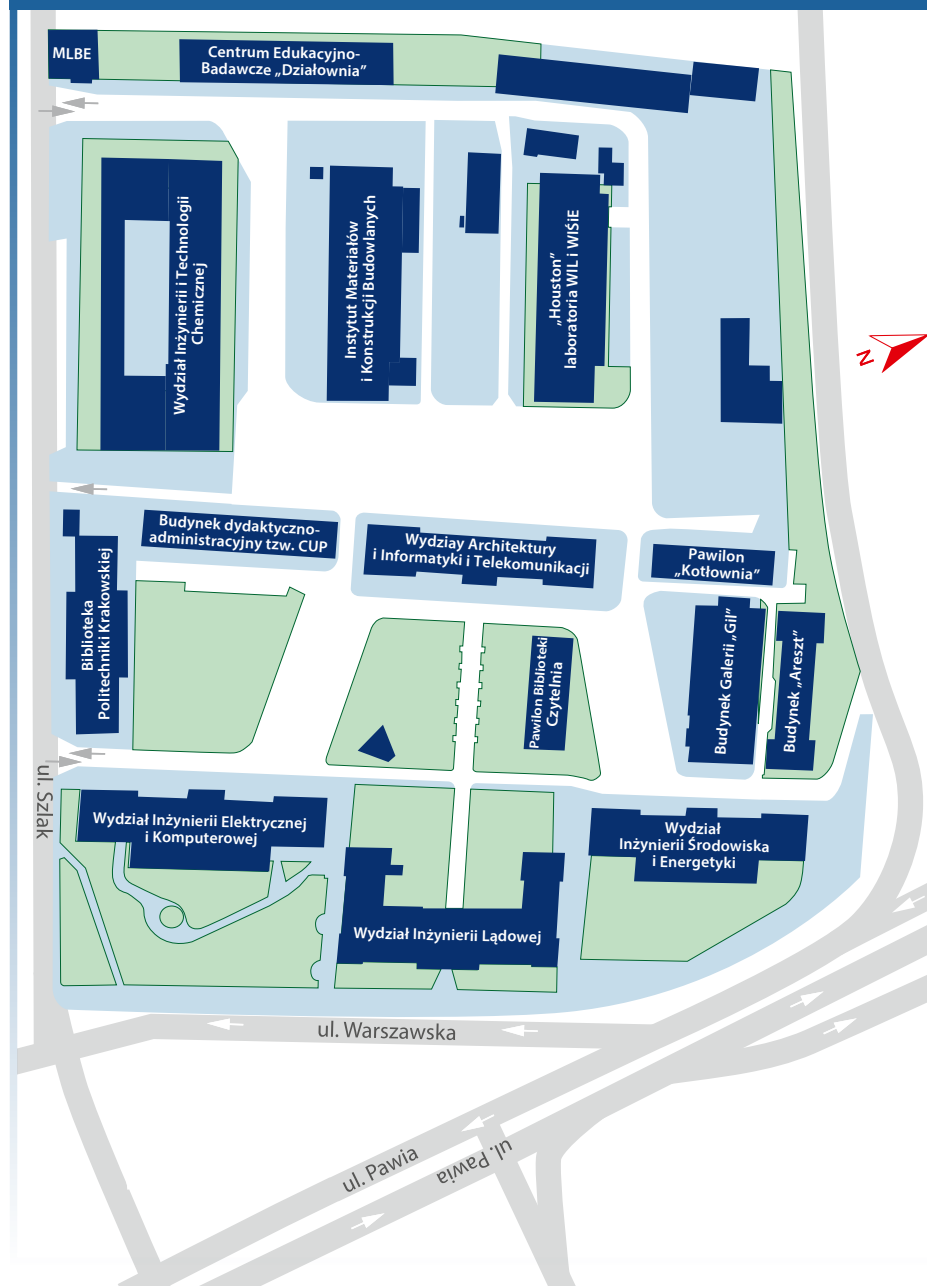 MLBE
Centrum Edukacyjno-
Badawcze „Działownia”
Wydział Inżynierii i Technologii
Chemicznej
Instytut Materiałów
i Konstrukcji Budowlanych
„Houston”
laboratoria WIL i WIŚiE
N
Budynek dydaktyczno-
administracyjny tzw. CUP
Wydziay Architektury
i Informatyki i Telekomunikacji
Pawilon
„Kotłownia”
Biblioteka
Politechniki Krakowskiej
Pawilon Biblioteki
Czytelnia
Budynek Galerii „Gil”
Budynek „Areszt”
ul. Szlak
Wydział Inżynierii Elektrycznej
i Komputerowej
Wydział
Inżynierii Środowiska
i Energetyki
Wydział Inżynierii Lądowej
ul. Warszawska
ul. Pawia
ul. Pawia